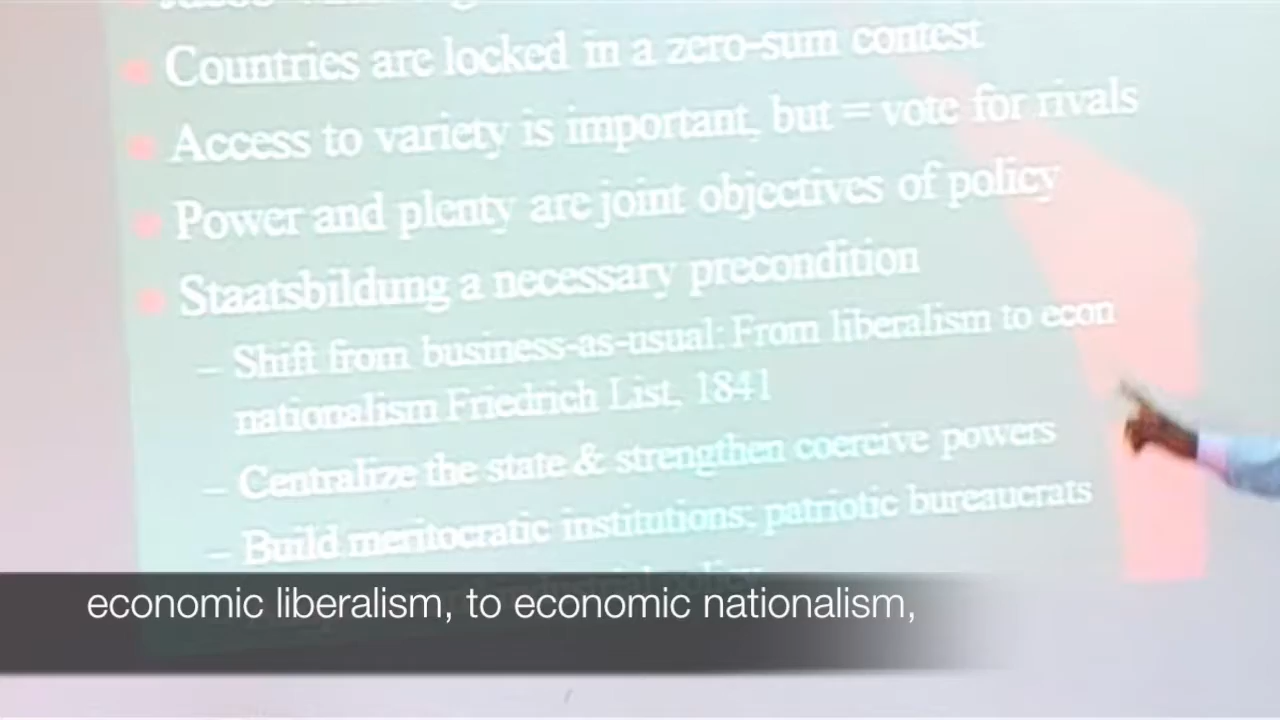 Countries are locked in a zero-sum contest
Access to variety is important, but = vote for rivals
Power and plenty are joint objectives of policy
Staatsbildung a necessary precondition
– Shift from business-as-usual: From liberalism to econ
nationalism Friedrich List, 1841
– Centralize the state & strengthen coercive powers
– Build meritocratic institutions; patriotic bureaucrats
economic liberalism, to economic nationalism,